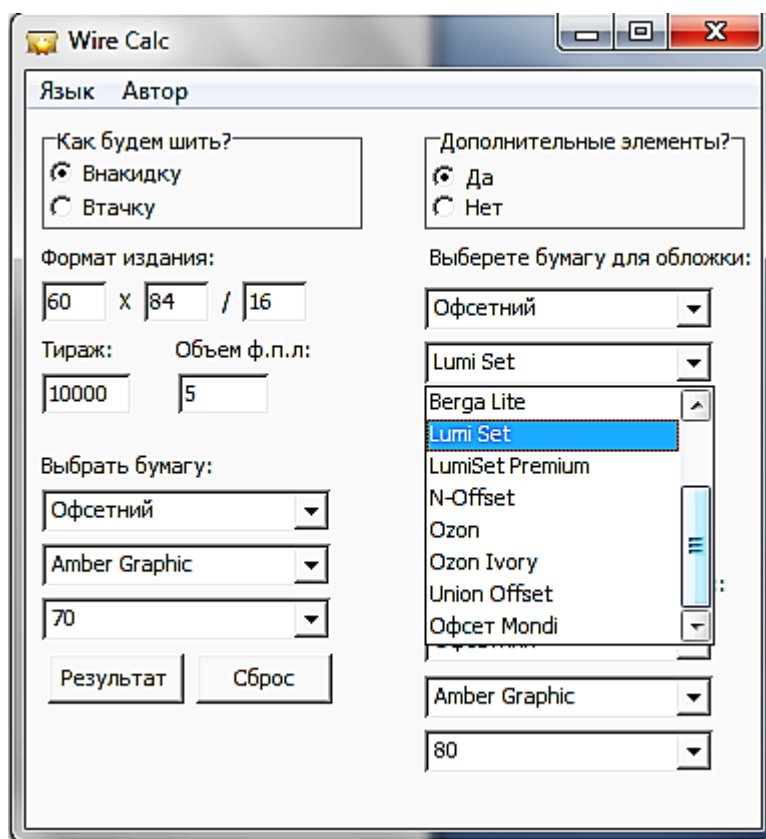 Wire Calc
Язык Автор
Как будем шить?
Внакидку
Втачку
Формат издания:
60 X 84 / 16
Тираж: Объем ф.п.л:
10000 5
Выбрать бумагу:
Офсетний
Amber Graphic
70
Результат Сброс
Дополнительные элементы?
Да
Нет
Выберете бумагу для обложки:
Офсетний
Lumi Set
Berga Lite
Lumi Set
LumiSet Premium
N-Offset
Ozon
Ozon Ivory
Union Offset
Офсет Mondi
Amber Graphic
80